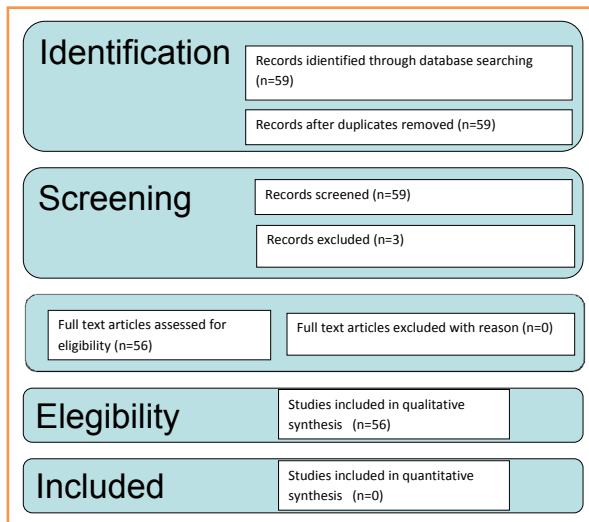 Identification
Records idientified through database searching
(n=59)
Records after duplicates removed (n=59)
Screening
Records screened (n=59)
Records excluded (n=3)
Full text articles assessed for
eligibility (n=56)
Full text articles excluded with reason (n=0)
Elegibility
Studies included in qualitative
synthesis (n=56)
Included
Studies included in quantitative
synthesis (n=0)